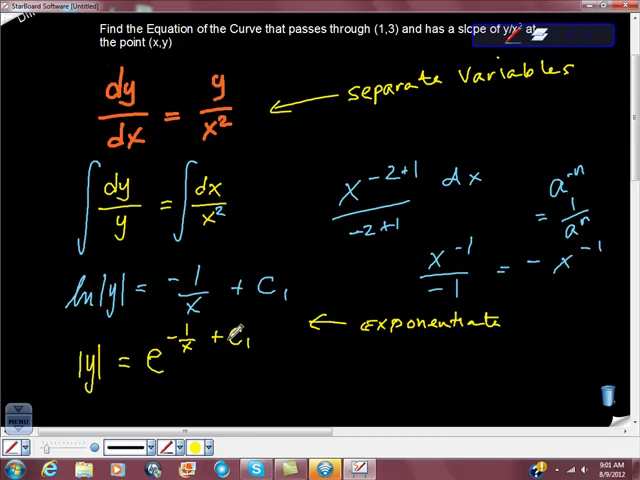 StarBoard Software [*Untitled]
Find the Equation of the Curve that passes through (1,3) and has a slope of y/x² at
the point (x,y)
dy/dx = y/x²
separate variables
∫ dy/y = ∫ dx/x²
x^(-2+1)/(-2+1) dx
a^(-n) = 1/a^n
ln|y| = -1/x + C₁
x^(-1)/(-1) = - x^(-1)
|y| = e^(-1/x + C₁)
exponentiate
MENU
9:01 AM
8/9/2012